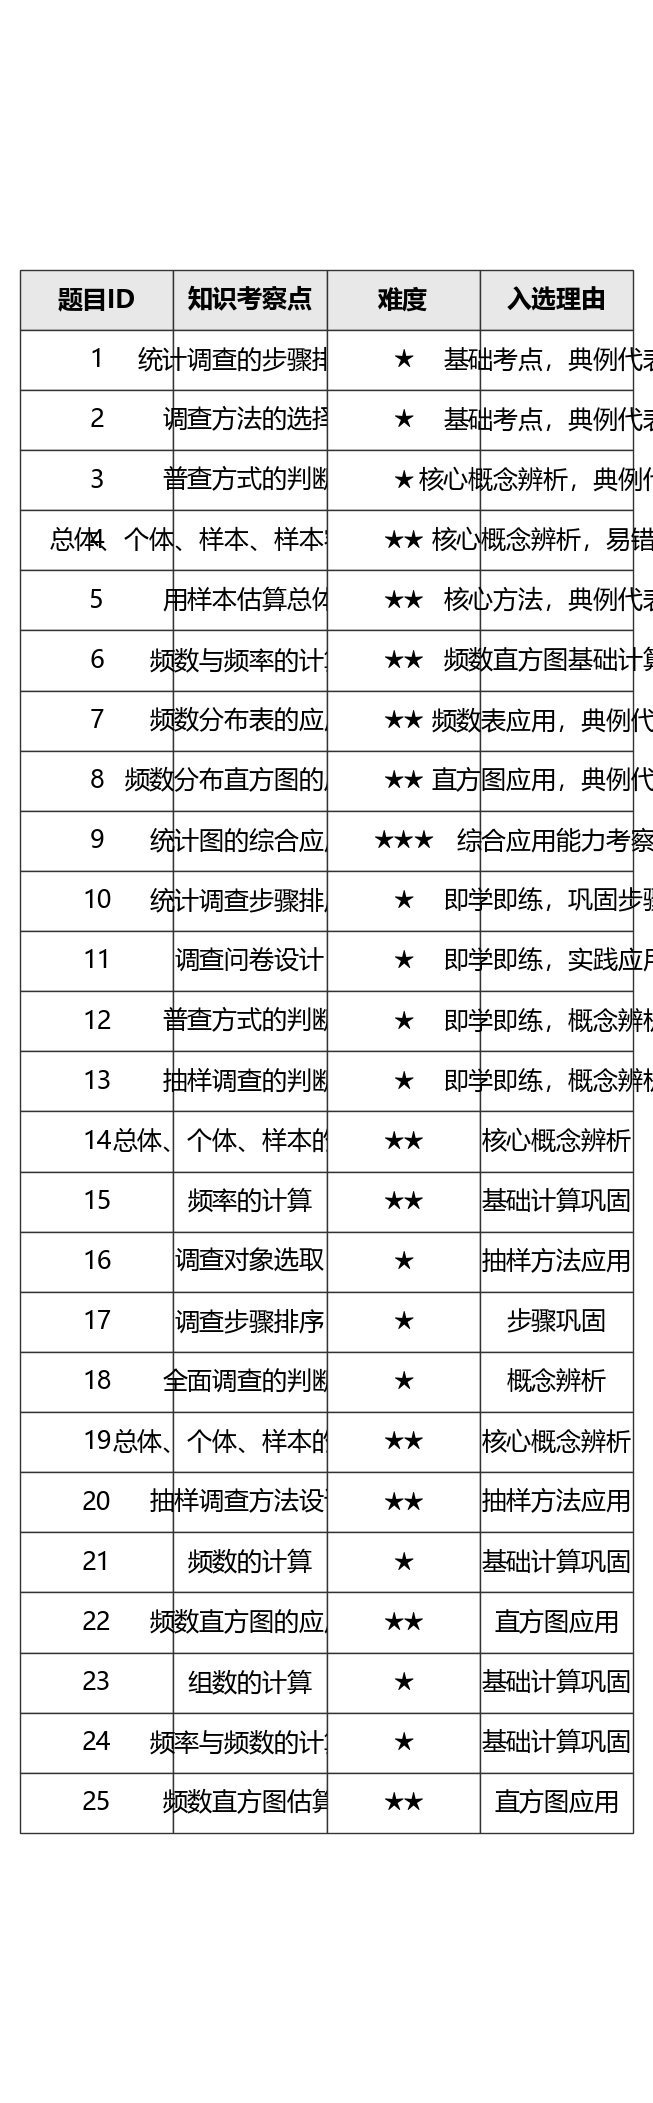 题目ID 知识考察点 难度 入选理由
1 统计调查的步骤排 ★ 基础考点，典例代表
2 调查方法的选择 ★ 基础考点，典例代表
3 普查方式的判断 ★ 核心概念辨析，典例代
4 总体、个体、样本、样本容 ★★ 核心概念辨析，易错
5 用样本估算总体 ★★ 核心方法，典例代表
6 频数与频率的计算 ★★ 频数直方图基础计算
7 频数分布表的应用 ★★ 频数表应用，典例代
8 频数分布直方图的应 ★★ 直方图应用，典例代
9 统计图的综合应用 ★★★ 综合应用能力考察
10 统计调查步骤排序 ★ 即学即练，巩固步骤
11 调查问卷设计 ★ 即学即练，实践应用
12 普查方式的判断 ★ 即学即练，概念辨析
13 抽样调查的判断 ★ 即学即练，概念辨析
14 总体、个体、样本的 ★★ 核心概念辨析
15 频率的计算 ★★ 基础计算巩固
16 调查对象选取 ★ 抽样方法应用
17 调查步骤排序 ★ 步骤巩固
18 全面调查的判断 ★ 概念辨析
19 总体、个体、样本的 ★★ 核心概念辨析
20 抽样调查方法设计 ★★ 抽样方法应用
21 频数的计算 ★ 基础计算巩固
22 频数直方图的应用 ★★ 直方图应用
23 组数的计算 ★ 基础计算巩固
24 频率与频数的计算 ★ 基础计算巩固
25 频数直方图估算 ★★ 直方图应用